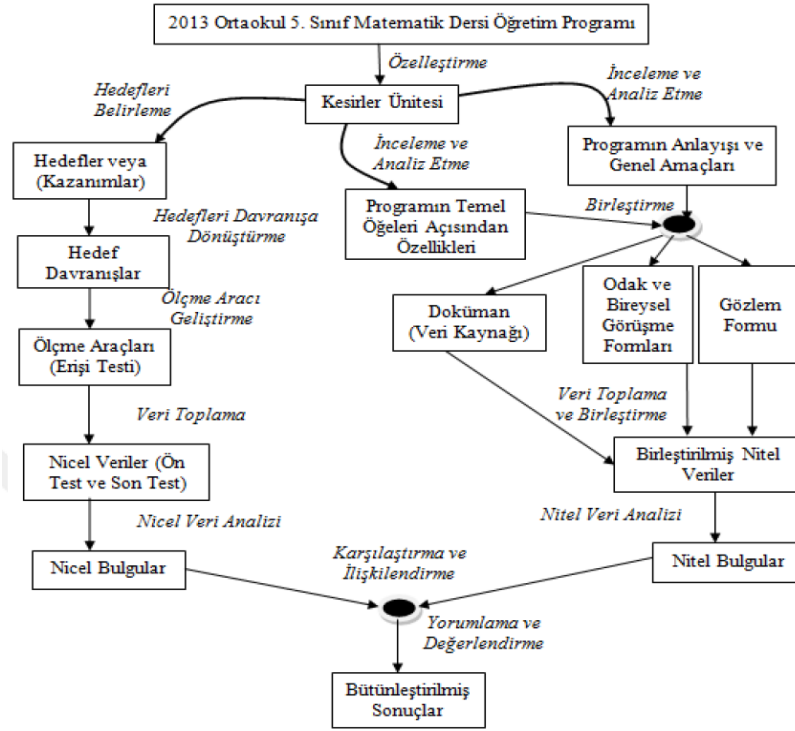 2013 Ortaokul 5. Sınıf Matematik Dersi Öğretim Programı
Özelleştirme
Hedefleri
Belirleme
Kesirler Ünitesi
İnceleme ve
Analiz Etme
İnceleme ve
Analiz Etme
Hedefler veya
(Kazanımlar)
Programın Anlayışı ve
Genel Amaçları
Hedefleri Davranışa
Dönüştürme
Programın Temel
Öğeleri Açısından
Özellikleri
Birleştirme
Hedef
Davranışlar
Ölçme Aracı
Geliştirme
Doküman
(Veri Kaynağı)
Odak ve
Bireysel
Görüşme
Formları
Gözlem
Formu
Ölçme Araçları
(Erişi Testi)
Veri Toplama
Veri Toplama
ve Birleştirme
Nicel Veriler (Ön
Test ve Son Test)
Birleştirilmiş Nitel
Veriler
Nicel Veri Analizi
Nitel Veri Analizi
Nicel Bulgular
Karşılaştırma ve
İlişkilendirme
Nitel Bulgular
Yorumlama ve
Değerlendirme
Bütünleştirilmiş
Sonuçlar